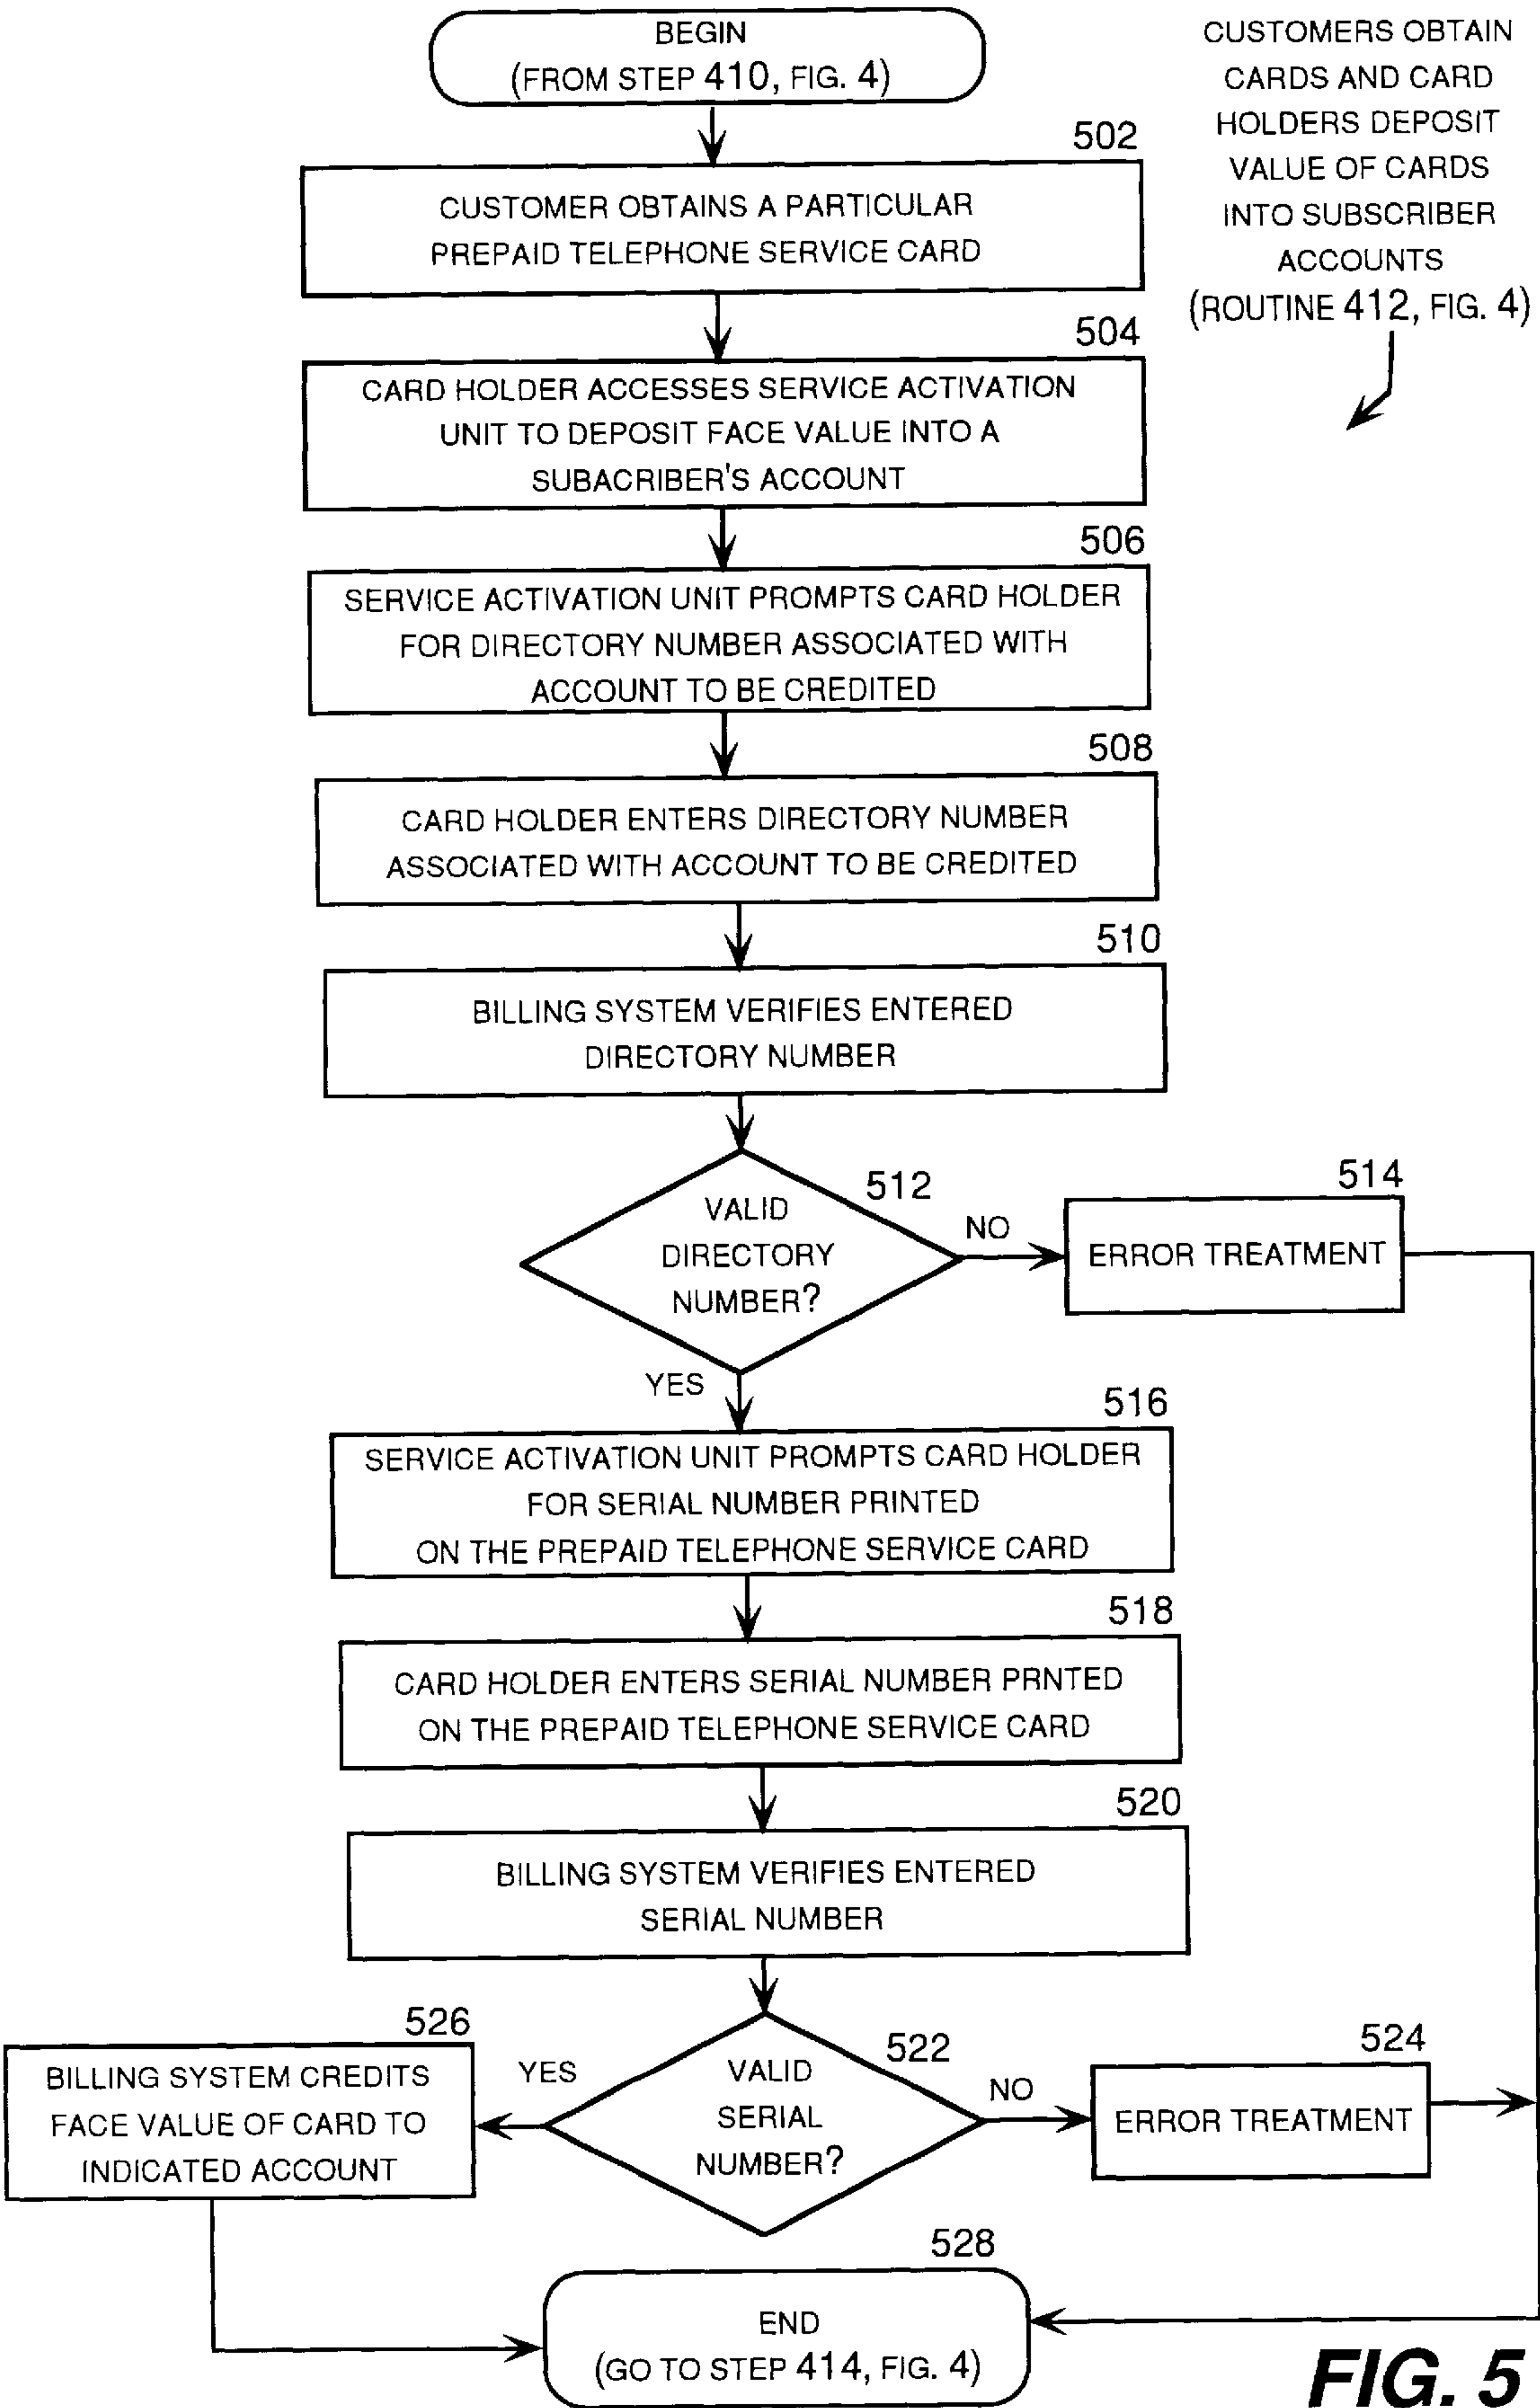 BEGIN
(FROM STEP 410, FIG. 4)
CUSTOMERS OBTAIN
CARDS AND CARD
HOLDERS DEPOSIT
VALUE OF CARDS
INTO SUBSCRIBER
ACCOUNTS
(ROUTINE 412, FIG. 4)
502
CUSTOMER OBTAINS A PARTICULAR
PREPAID TELEPHONE SERVICE CARD
504
CARD HOLDER ACCESSES SERVICE ACTIVATION
UNIT TO DEPOSIT FACE VALUE INTO A
SUBACRIBER'S ACCOUNT
506
SERVICE ACTIVATION UNIT PROMPTS CARD HOLDER
FOR DIRECTORY NUMBER ASSOCIATED WITH
ACCOUNT TO BE CREDITED
508
CARD HOLDER ENTERS DIRECTORY NUMBER
ASSOCIATED WITH ACCOUNT TO BE CREDITED
510
BILLING SYSTEM VERIFIES ENTERED
DIRECTORY NUMBER
512
VALID
DIRECTORY
NUMBER?
NO
514
ERROR TREATMENT
YES
516
SERVICE ACTIVATION UNIT PROMPTS CARD HOLDER
FOR SERIAL NUMBER PRINTED
ON THE PREPAID TELEPHONE SERVICE CARD
518
CARD HOLDER ENTERS SERIAL NUMBER PRNTED
ON THE PREPAID TELEPHONE SERVICE CARD
520
BILLING SYSTEM VERIFIES ENTERED
SERIAL NUMBER
522
VALID
SERIAL
NUMBER?
YES
526
BILLING SYSTEM CREDITS
FACE VALUE OF CARD TO
INDICATED ACCOUNT
NO
524
ERROR TREATMENT
528
END
(GO TO STEP 414, FIG. 4)
FIG. 5